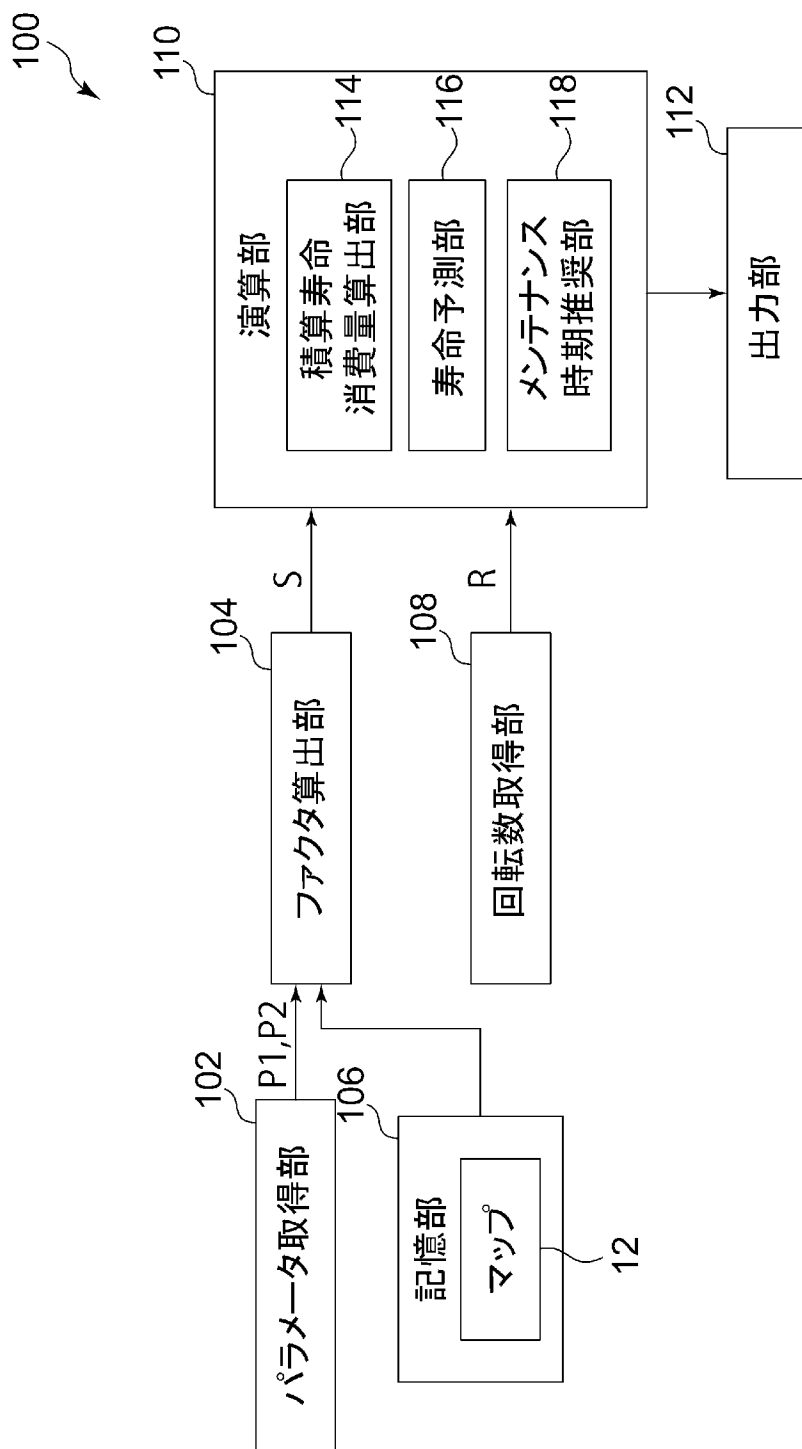 100
102
パラメータ取得部
P1,P2
104
ファクタ算出部
S
106
記憶部
マップ
12
108
回転数取得部
R
110
演算部
積算寿命
消費量算出部
114
寿命予測部
116
メンテナンス
時期推奨部
118
112
出力部